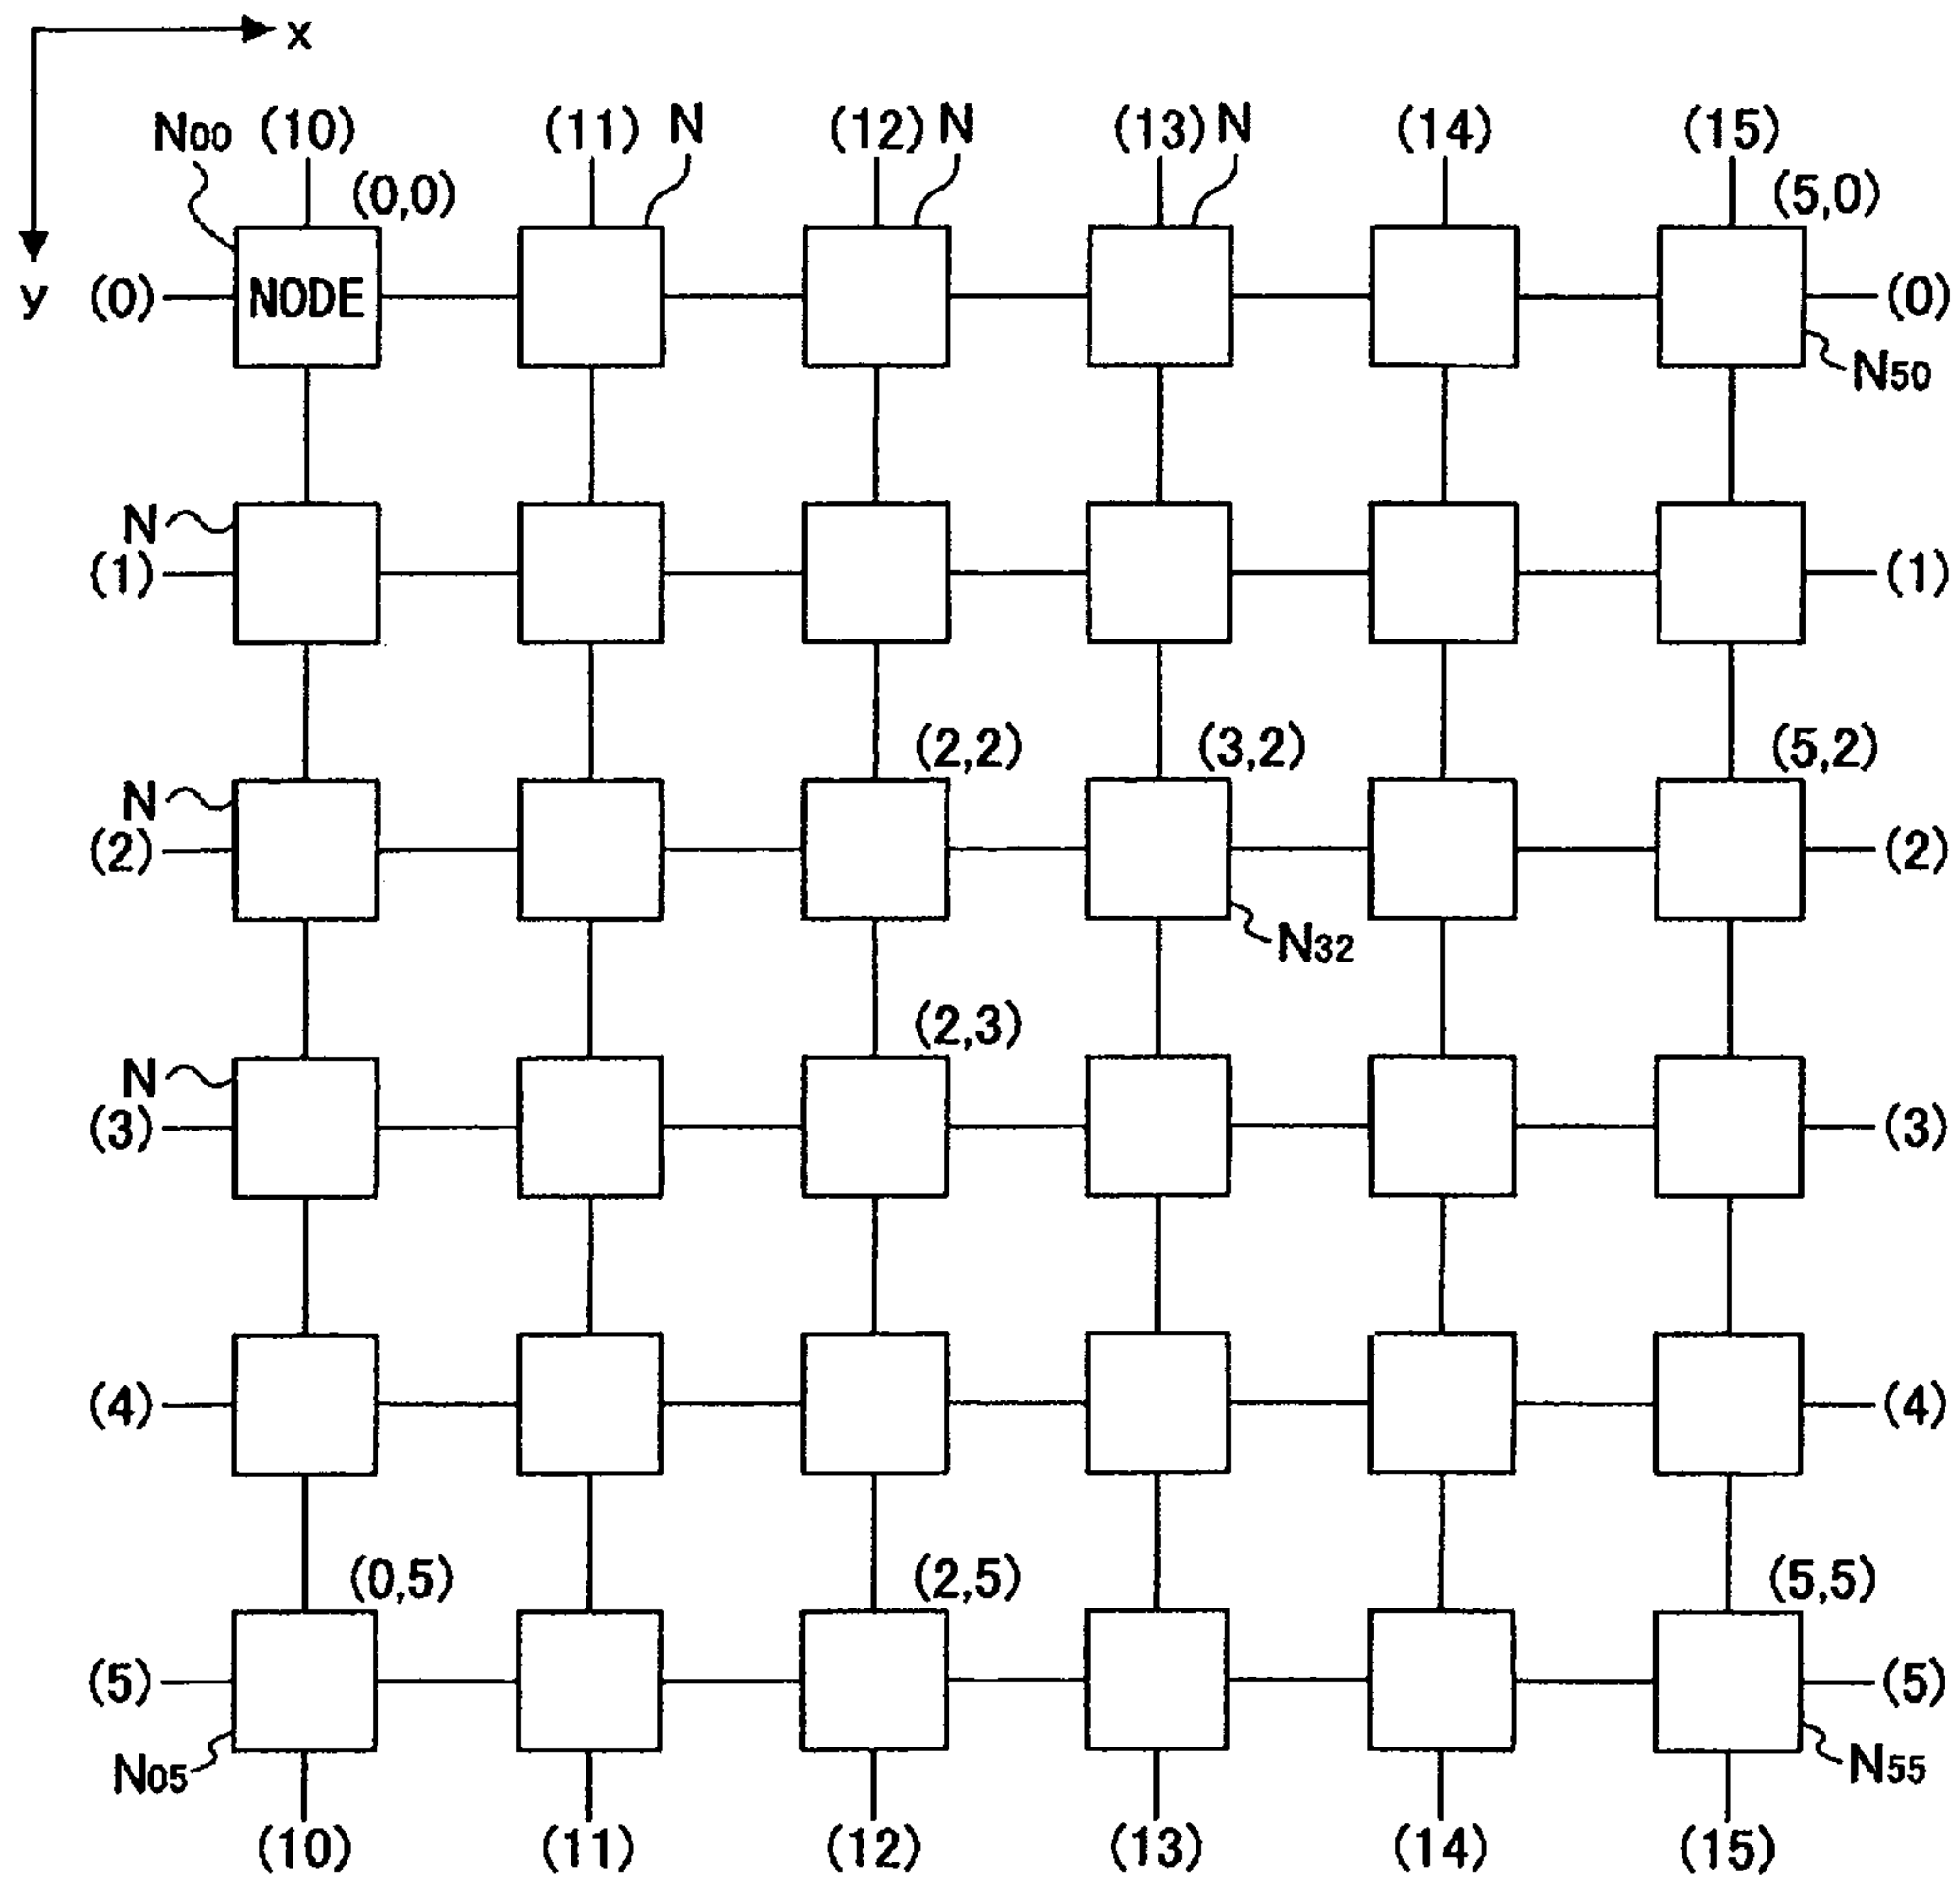 x
N00 (10) (11) N (12) N (13) N (14) (15)
(0,0) (5,0)
y (0) NODE (0)
N50
N
(1) (1)
(2,2) (3,2) (5,2)
N
(2) (2)
N32
(2,3)
N
(3) (3)
(4) (4)
(0,5) (2,5) (5,5)
(5) (5)
N05 N55
(10) (11) (12) (13) (14) (15)